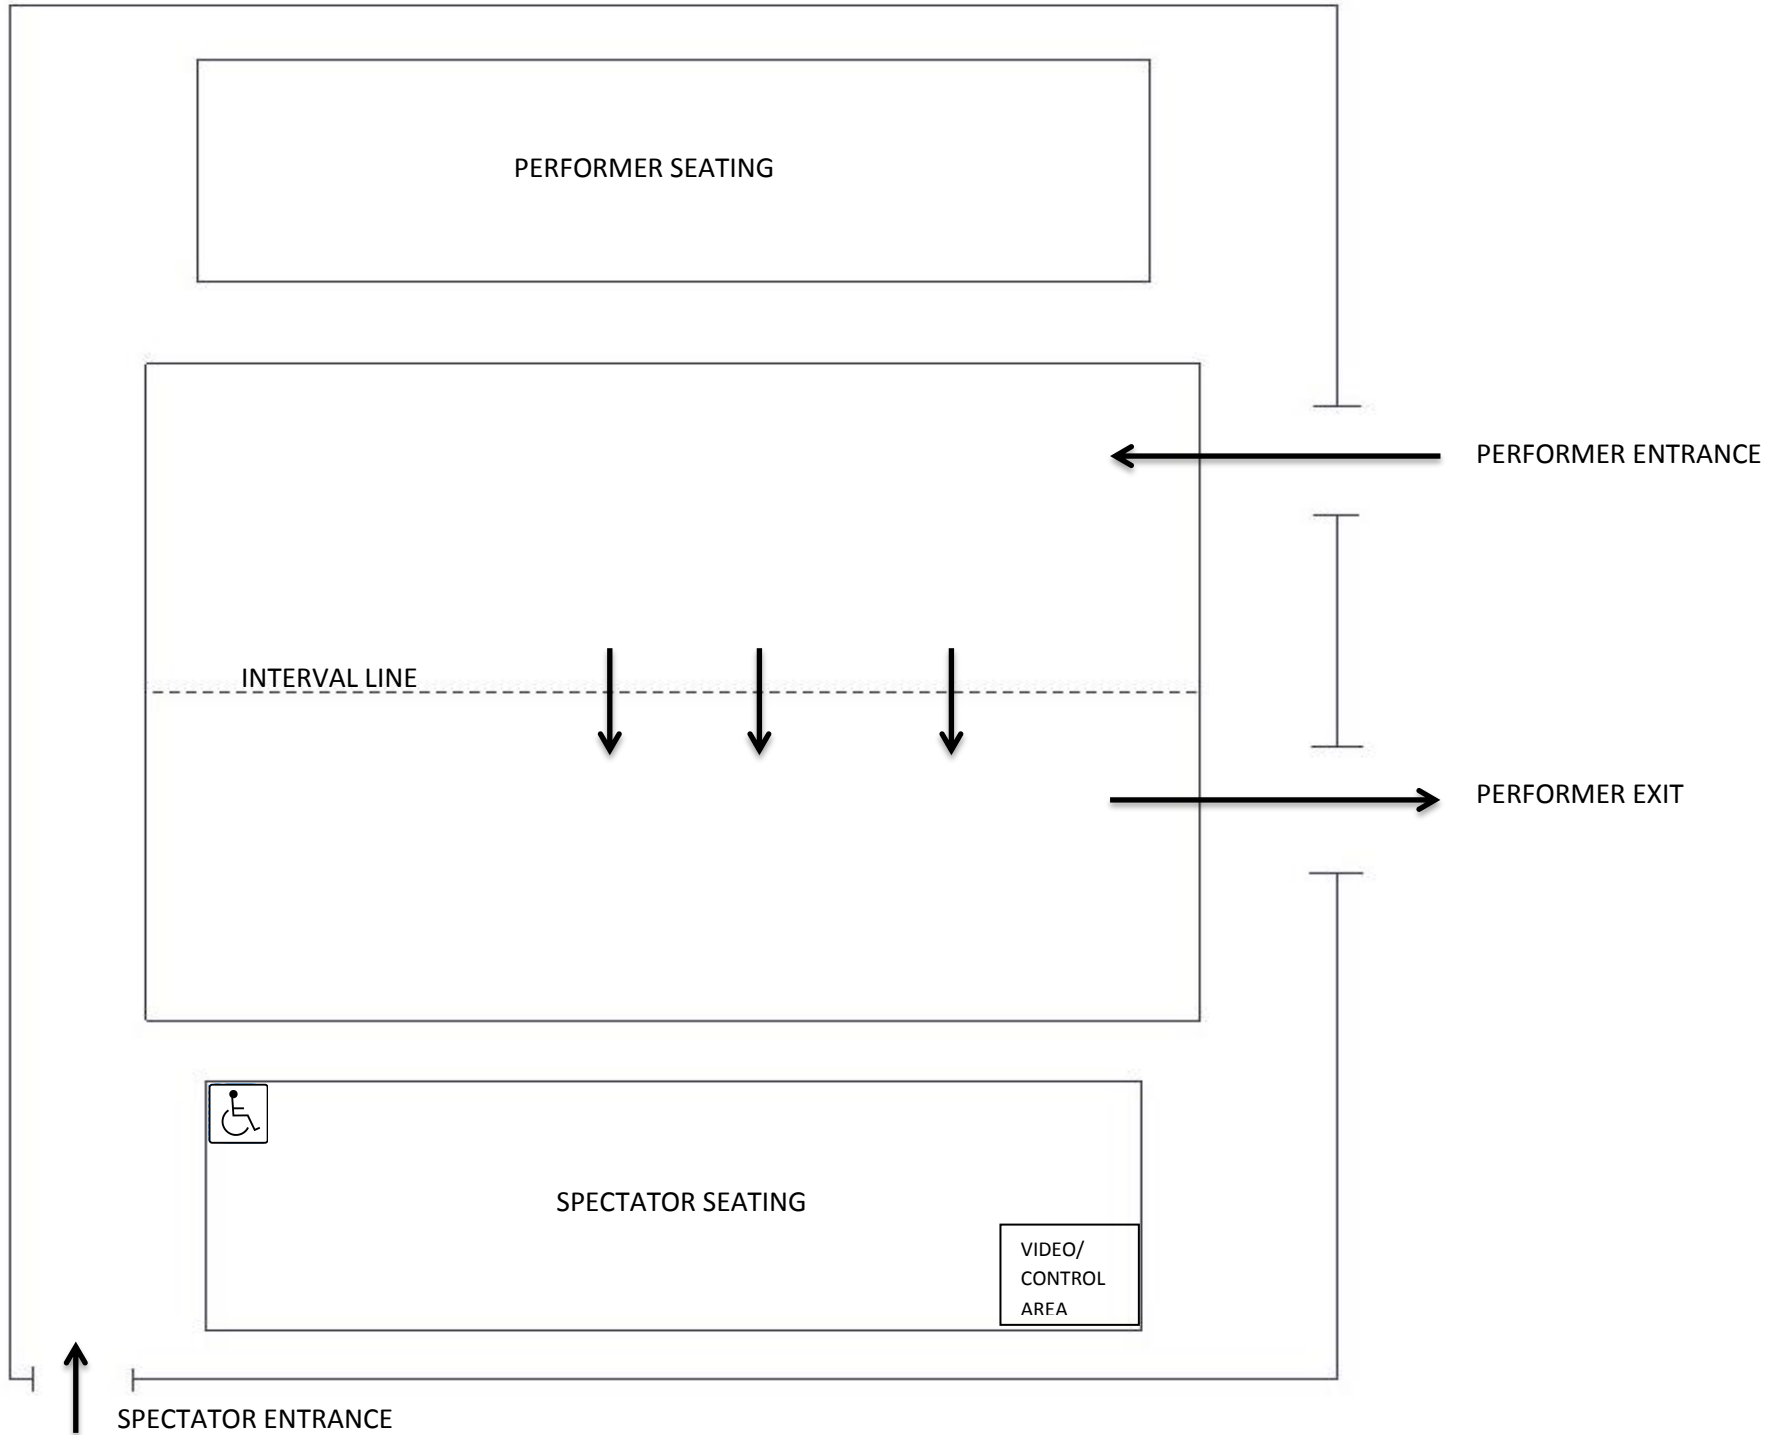 PERFORMER SEATING
PERFORMER ENTRANCE
INTERVAL LINE
PERFORMER EXIT
SPECTATOR SEATING
VIDEO/
CONTROL
AREA
SPECTATOR ENTRANCE